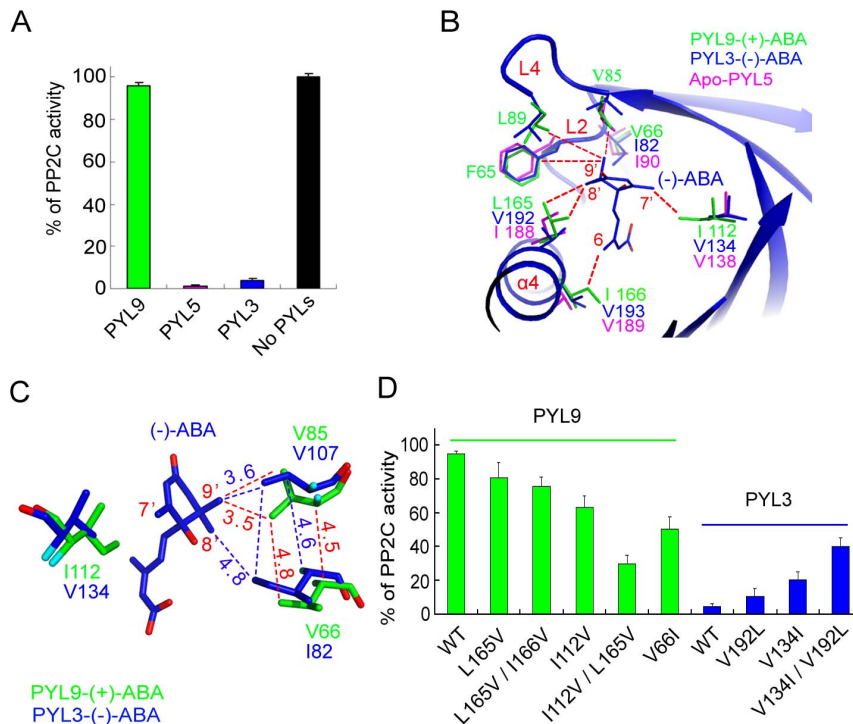 A
% of PP2C activity
100
80
60
40
20
0
PYL9
PYL5
PYL3
No PYLs
B
PYL9-(+)-ABA
PYL3-(-)-ABA
Apo-PYL5
L4
V85
L89
L2
V66
I82
I90
F65
9'
8'
(-)-ABA
7'
L165
V192
I 188
I 112
V134
V138
6
α4
I 166
V193
V189
C
(-)-ABA
V85
V107
9'
3.6
7'
3.5
4.6
4.5
8'
4.8
4.8
I112
V134
V66
I82
PYL9-(+)-ABA
PYL3-(-)-ABA
D
PYL9
PYL3
% of PP2C activity
100
80
60
40
20
0
WT
L165V
L165V / I166V
I112V
I112V / L165V
V66I
WT
V192L
V134I
V134I / V192L